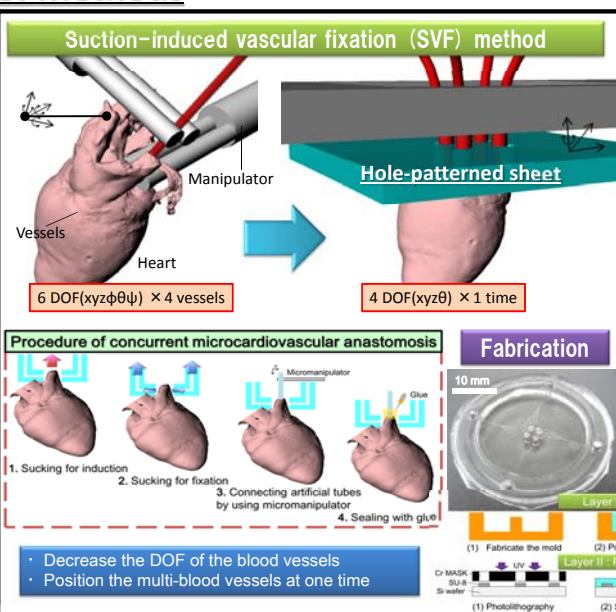 Suction-induced vascular fixation (SVF) method
Manipulator
Vessels
Heart
Hole-patterned sheet
6 DOF(xyzφθψ) ×4 vessels
4 DOF(xyzθ) ×1 time
Procedure of concurrent microcardiovascular anastomosis
Micromanipulator
Glue
1. Sucking for induction
2. Sucking for fixation
3. Connecting artificial tubes
by using micromanipulator
4. Sealing with glue
・ Decrease the DOF of the blood vessels
・ Position the multi-blood vessels at one time
Fabrication
10 mm
Layer
(1) Fabricate the mold
(2)
Layer II :
UV
Cr MASK
SU-8
Si wafer
(1) Photolithography
(2)